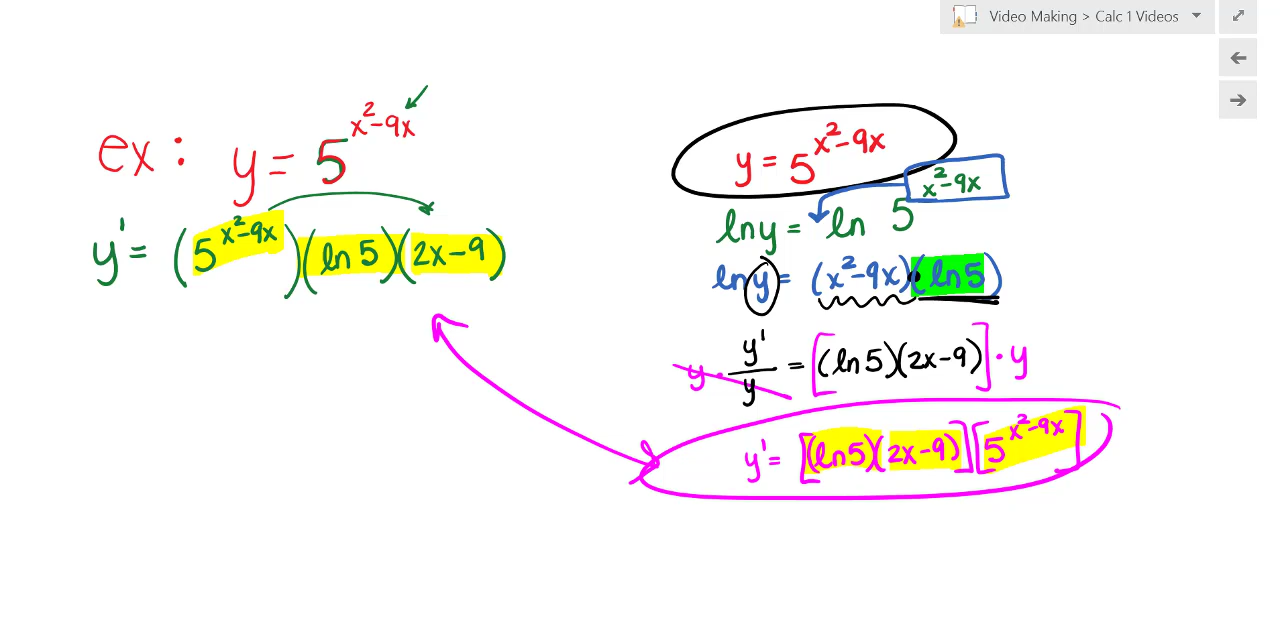 Video Making > Calc 1 Videos
ex: y = 5^(x²-9x)
y' = (5^(x²-9x))(ln 5)(2x-9)
y = 5^(x²-9x)
ln y = ln 5^(x²-9x)
ln y = (x²-9x)·(ln 5)
y · y'/y = [(ln 5)(2x-9)] · y
y' = [(ln 5)(2x-9)][5^(x²-9x)]